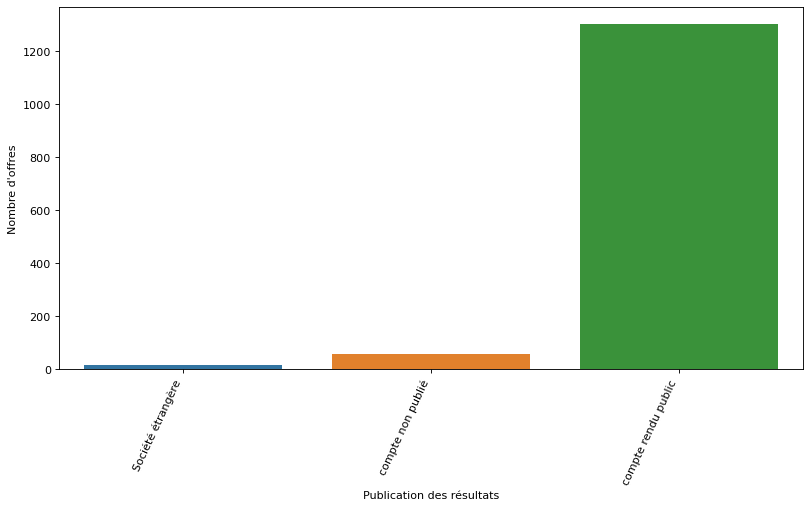 1200
1000
800
600
400
200
0
Nombre d'offres
Société étrangère
compte non publié
compte rendu public
Publication des résultats